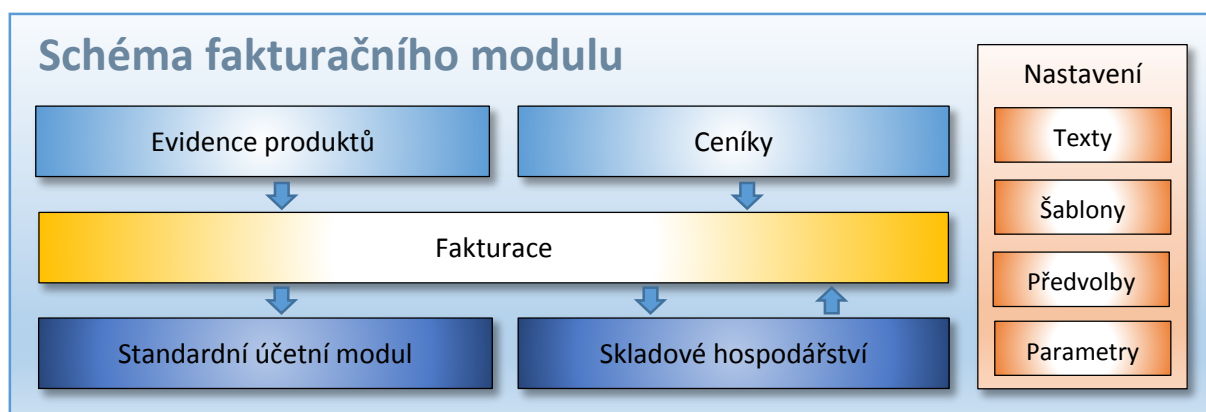 Schéma fakturačního modulu
Evidence produktů
Ceníky
Fakturace
Standardní účetní modul
Skladové hospodářství
Nastavení
Texty
Šablony
Předvolby
Parametry